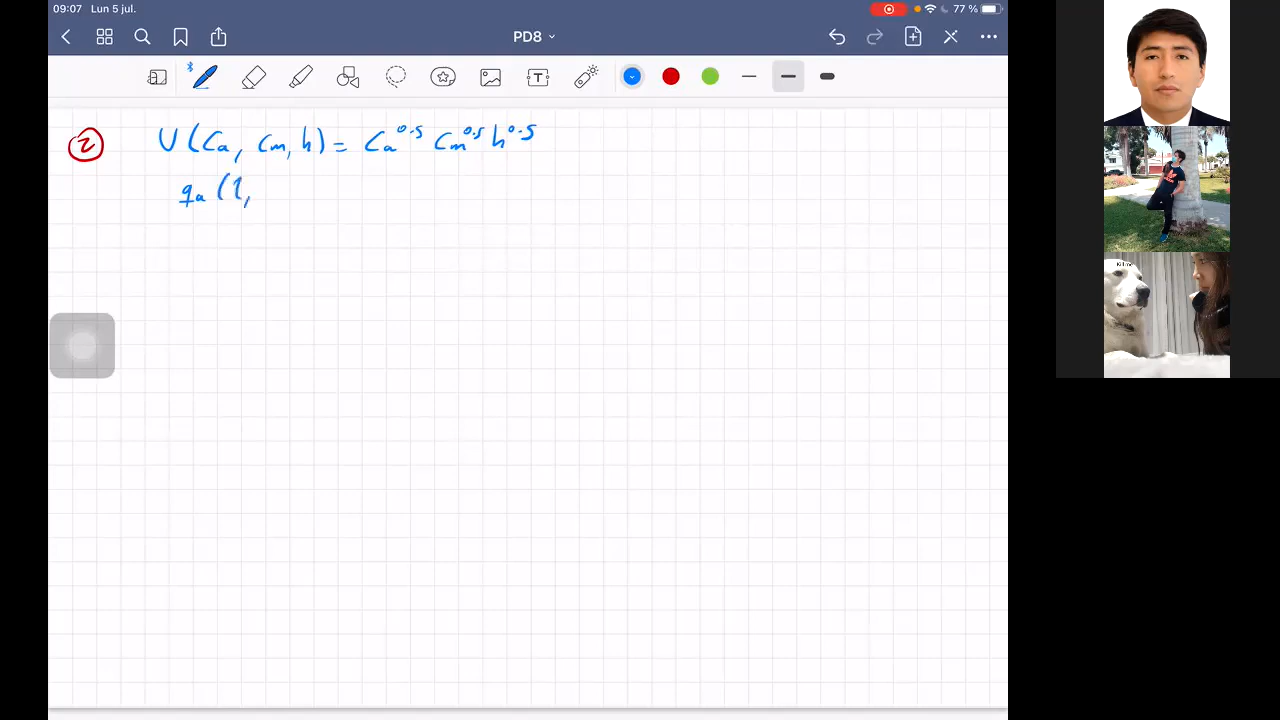 09:07 Lun 5 jul. 77 %
PD8
T
② U(Ca, Cm, h) = Ca^0.5 Cm^0.5 h^0.5
qa (l,